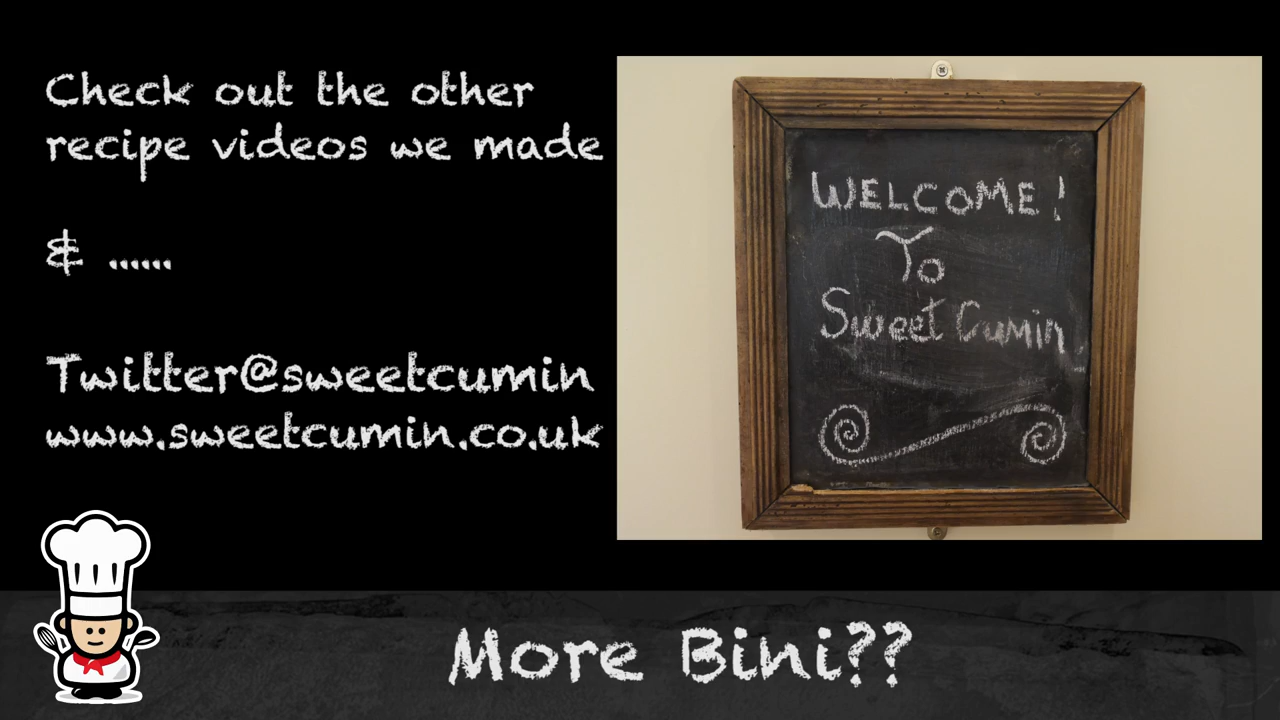 Check out the other
recipe videos we made
& ......
Twitter@sweetcumin
www.sweetcumin.co.uk
WELCOME!
To
Sweet Cumin
More Bini??